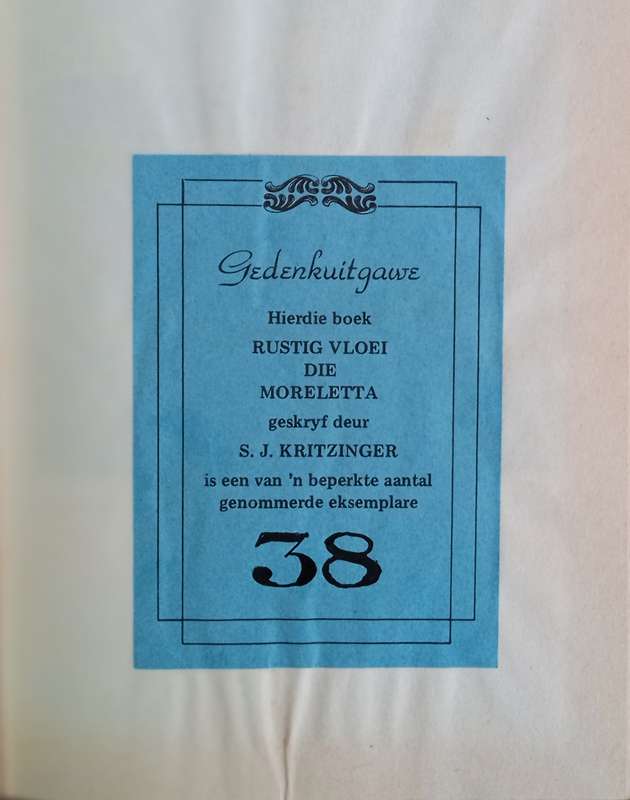 Gedenkuitgawe
Hierdie boek
RUSTIG VLOEI
DIE
MORELETTA
geskryf deur
S. J. KRITZINGER
is een van 'n beperkte aantal
genommerde eksemplare
38